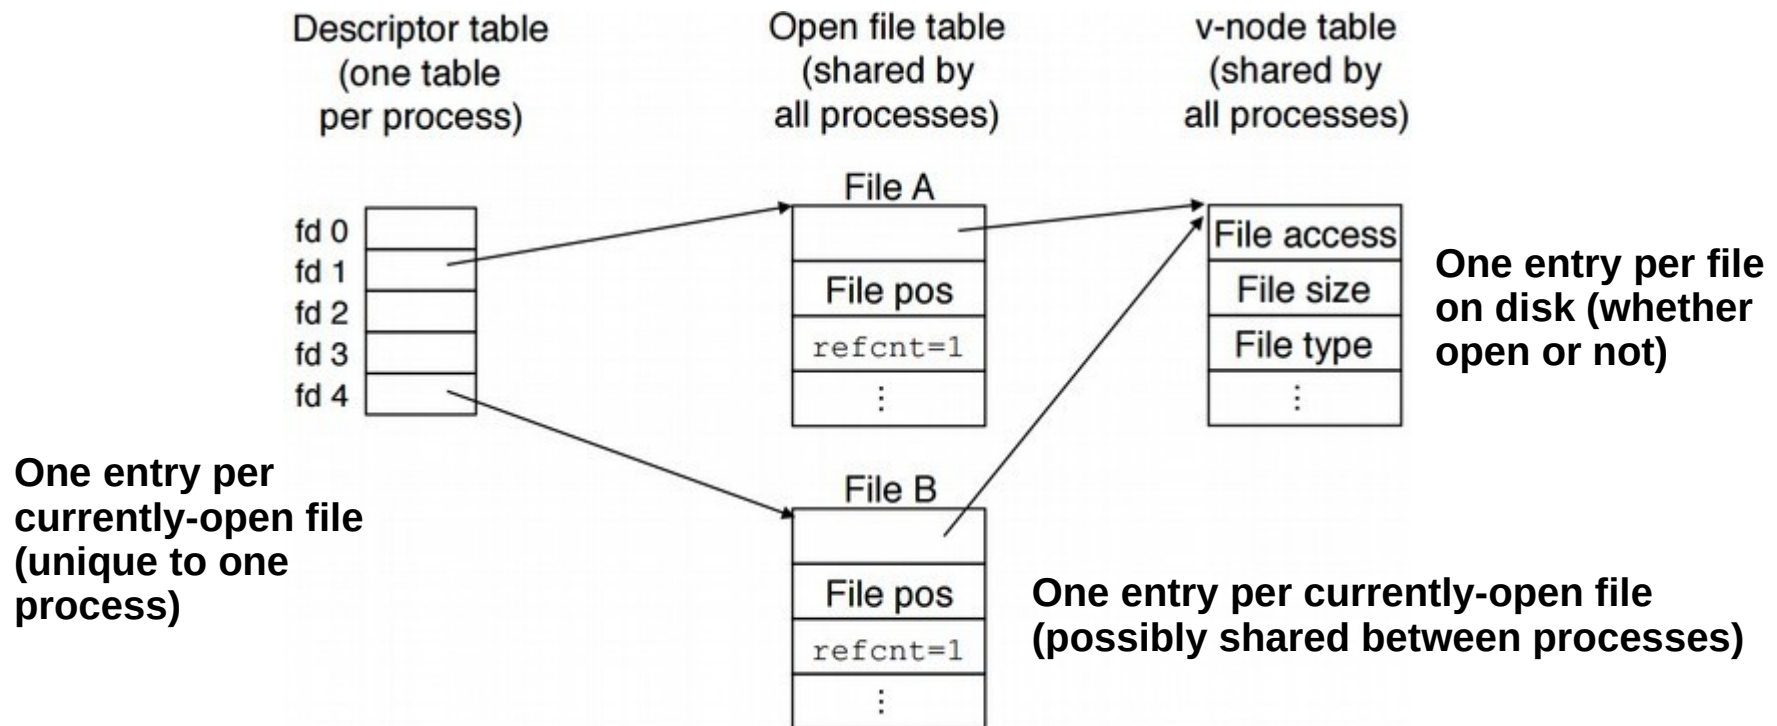 Descriptor table
(one table
per process)
Open file table
(shared by
all processes)
v-node table
(shared by
all processes)
fd 0
fd 1
fd 2
fd 3
fd 4
File A
File pos
refcnt=1
⋮
File access
File size
File type
⋮
One entry per file
on disk (whether
open or not)
One entry per
currently-open file
(unique to one
process)
File B
File pos
refcnt=1
⋮
One entry per currently-open file
(possibly shared between processes)